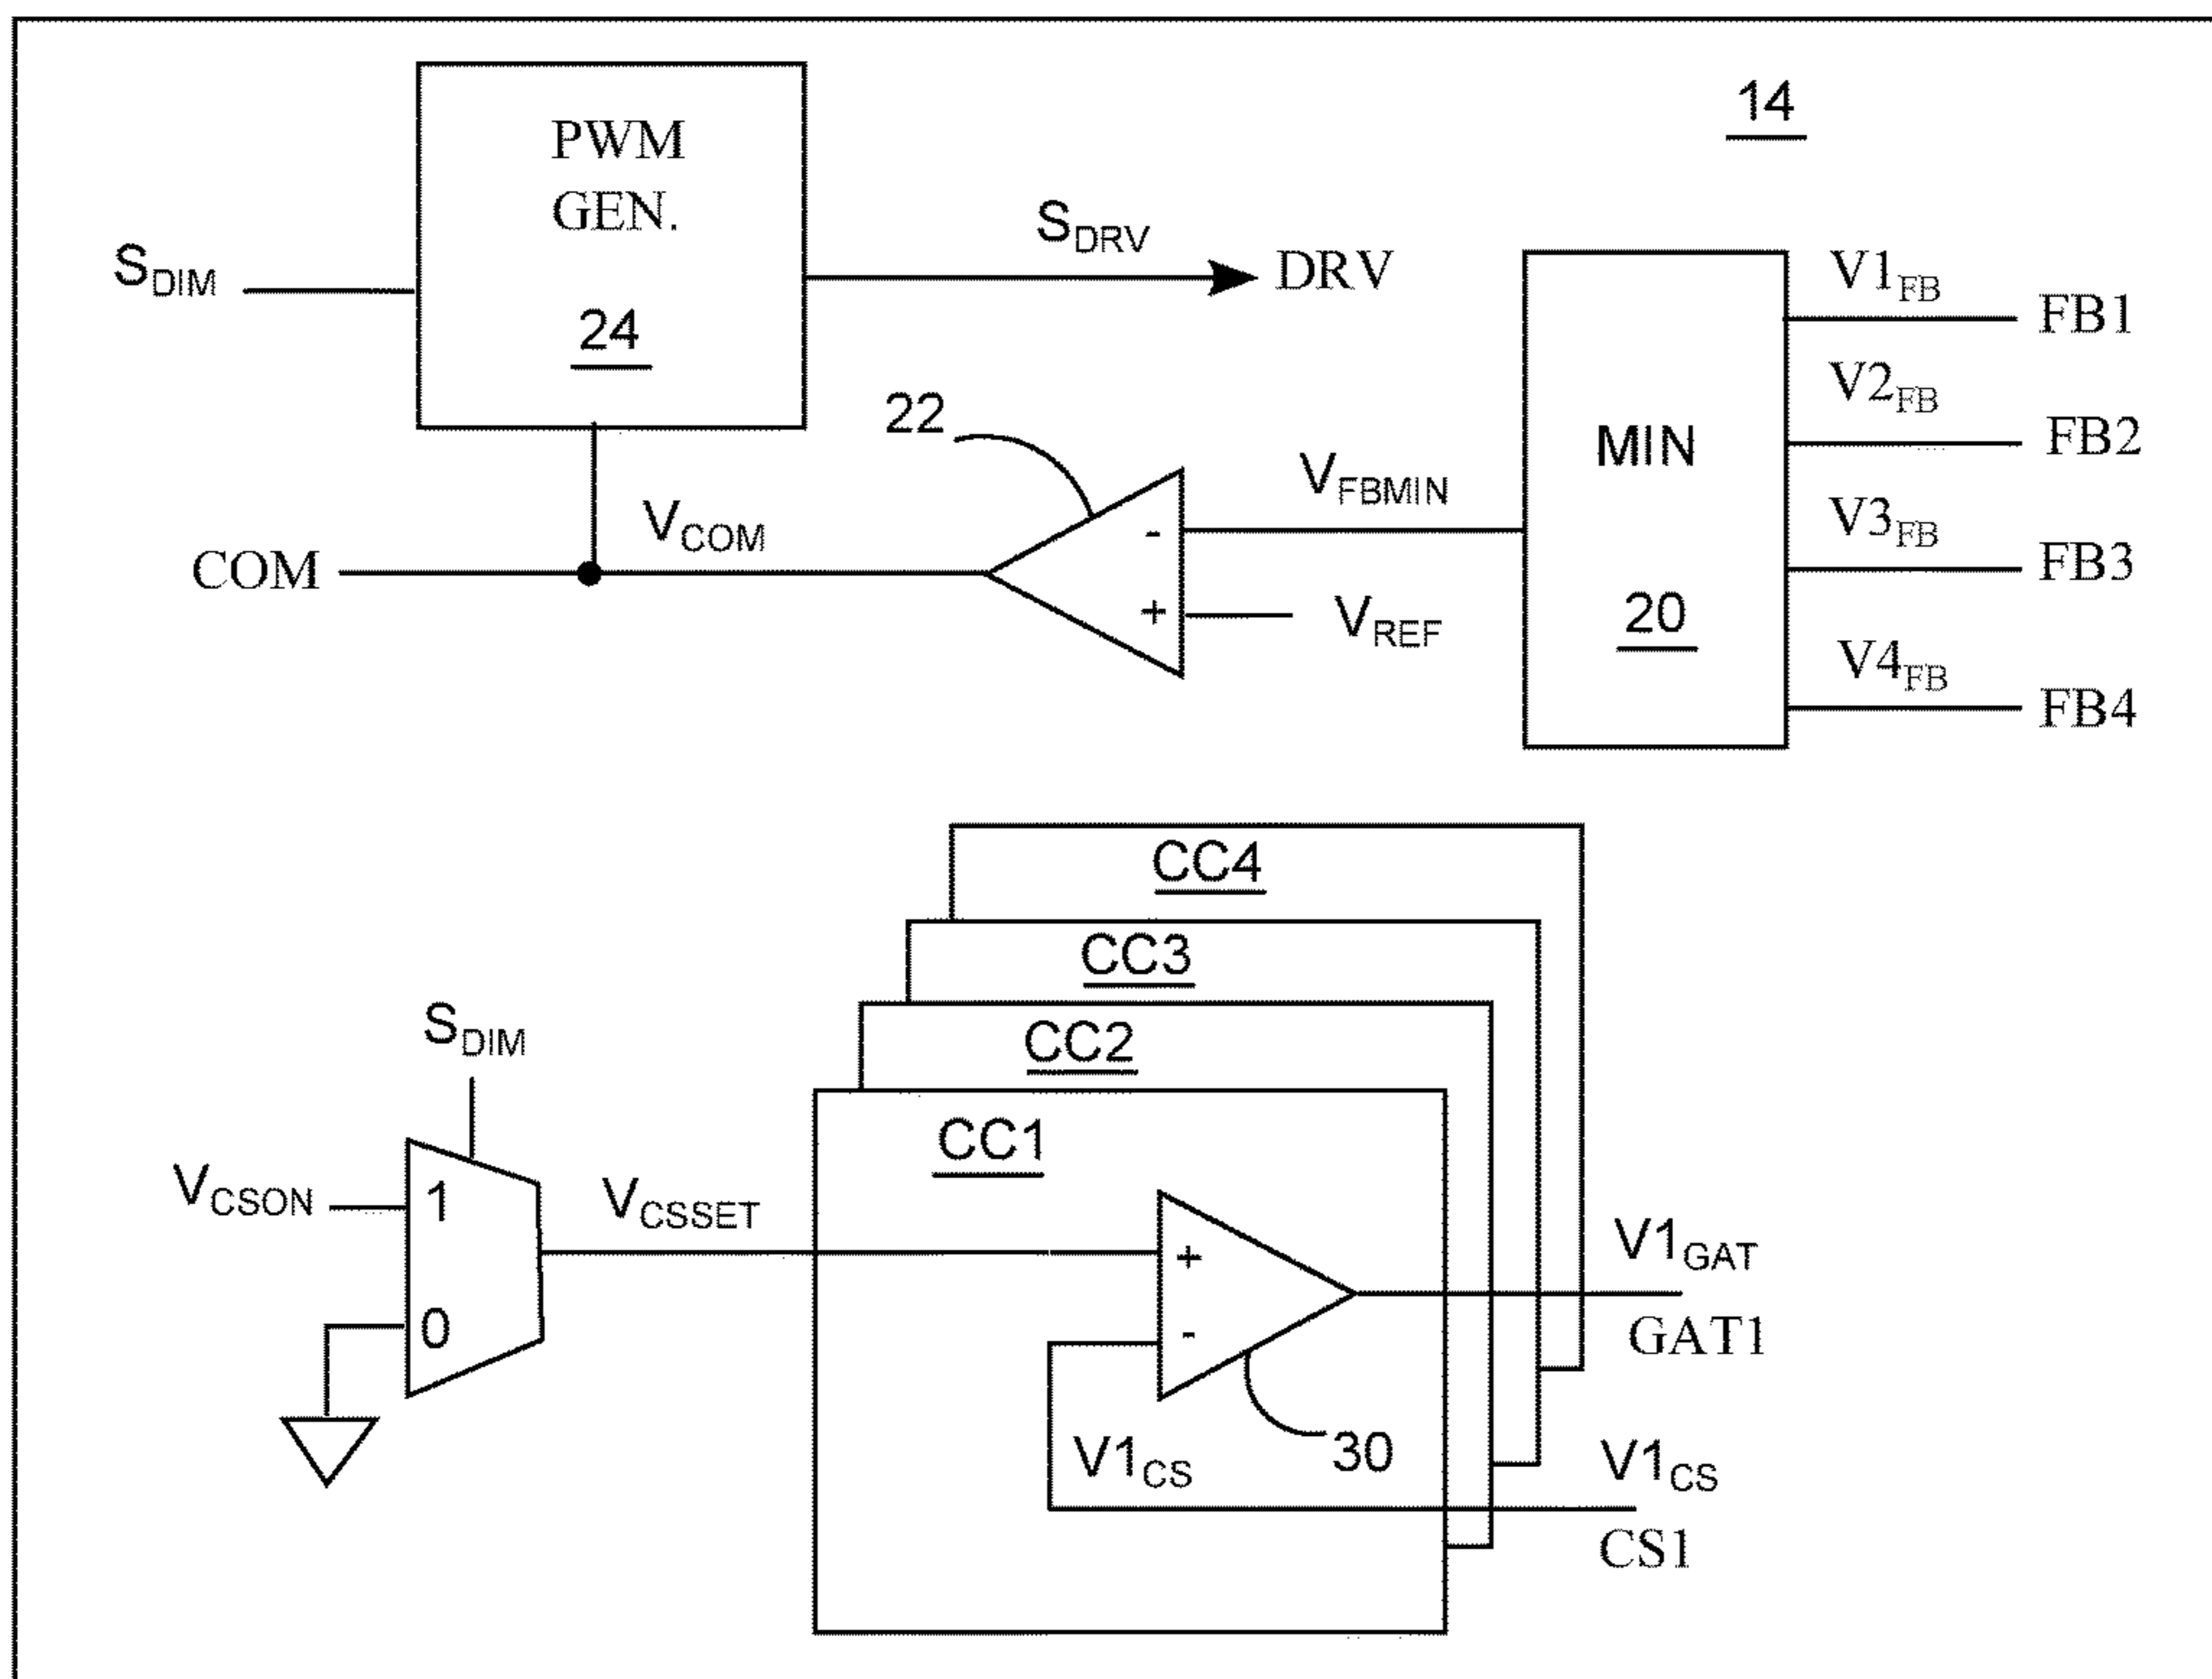 14
PWM
GEN.
24
S_DIM
S_DRV
DRV
V1_FB
FB1
V2_FB
FB2
MIN
V3_FB
FB3
20
V4_FB
FB4
22
V_FBMIN
-
+
V_REF
V_COM
COM
CC4
CC3
CC2
CC1
S_DIM
V_CSON
1
0
V_CSSET
+
-
30
V1_GAT
GAT1
V1_CS
V1_CS
CS1